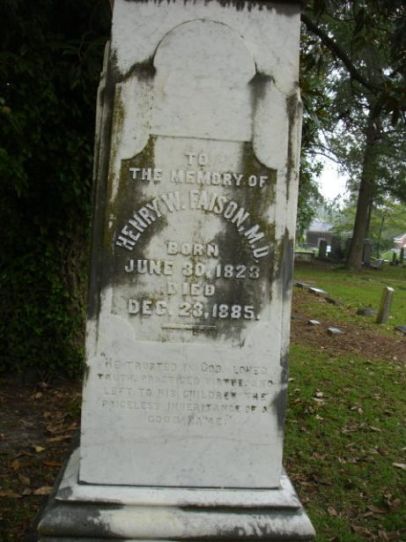 TO
THE MEMORY OF
HENRY W. FAISON, M.D
BORN
JUNE 30, 1823
DIED
DEC. 23, 1885.
"HE TRUSTED IN GOD, LOVED
TRUTH, PRACTISED VIRTUE, AND
LEFT TO HIS CHILDREN THE
PRICELESS INHERITANCE OF A
GOOD NAME."